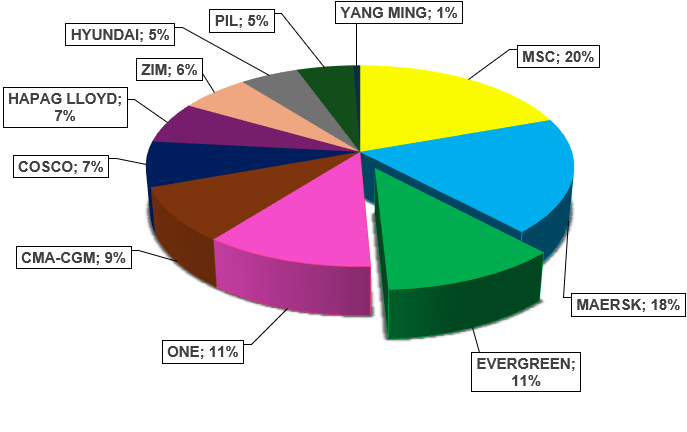 YANG MING; 1%
PIL; 5%
HYUNDAI; 5%
MSC; 20%
ZIM; 6%
HAPAG LLOYD;
7%
COSCO; 7%
CMA-CGM; 9%
MAERSK; 18%
ONE; 11%
EVERGREEN;
11%